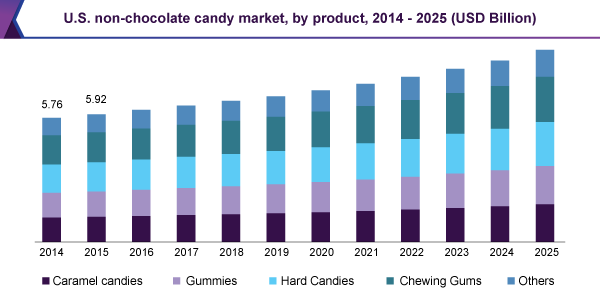 U.S. non-chocolate candy market, by product, 2014 - 2025 (USD Billion)
5.76
5.92
2014 2015 2016 2017 2018 2019 2020 2021 2022 2023 2024 2025
Caramel candies Gummies Hard Candies Chewing Gums Others